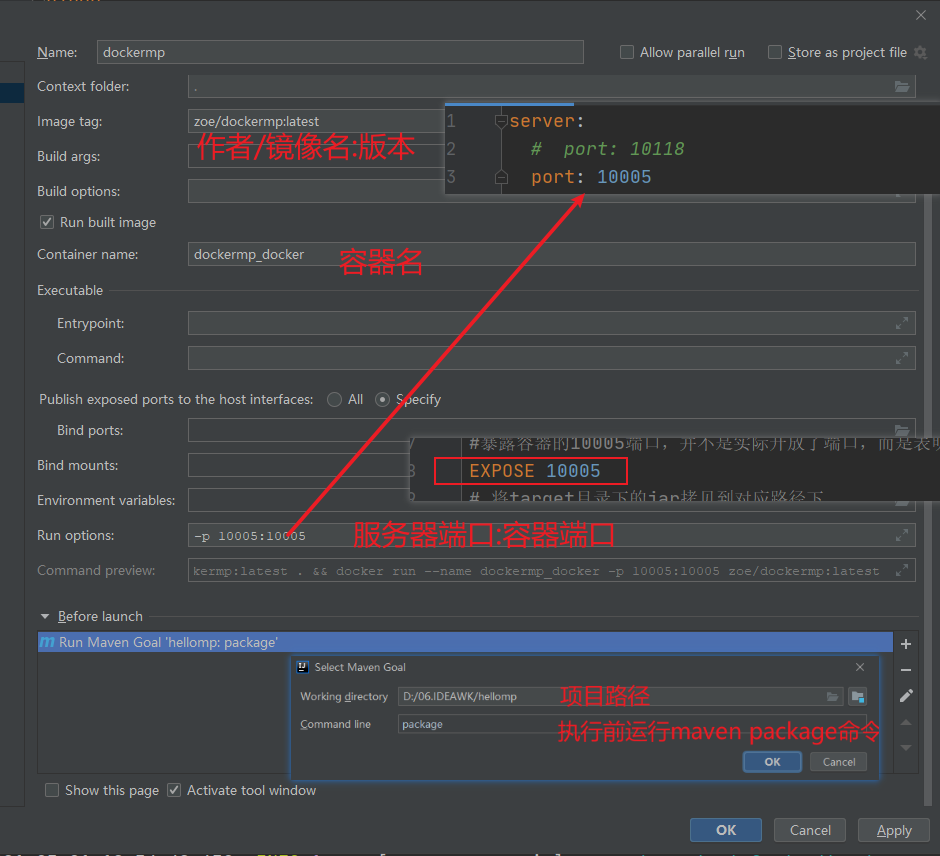 Name:
dockermp
Allow parallel run
Store as project file
Context folder:
.
Image tag:
zoe/dockermp:latest
作者/镜像名:版本
1 server:
2 # port: 10118
3 port: 10005
Build args:
Build options:
Run built image
Container name:
dockermp_docker
容器名
Executable
Entrypoint:
Command:
Publish exposed ports to the host interfaces:
All
Specify
Bind ports:
#暴露容器的10005端口，并不是实际开放了端口，而是表明
Bind mounts:
EXPOSE 10005
Environment variables:
# 将target目录下的jar拷贝到对应路径下
Run options:
-p 10005:10005
服务器端口:容器端口
Command preview:
kermp:latest . && docker run --name dockermp_docker -p 10005:10005 zoe/dockermp:latest
Before launch
Run Maven Goal 'hellomp: package'
Select Maven Goal
Working directory
D:/06.IDEAWK/hellomp
项目路径
Command line
package
执行前运行maven package命令
OK
Cancel
Show this page
Activate tool window
OK
Cancel
Apply